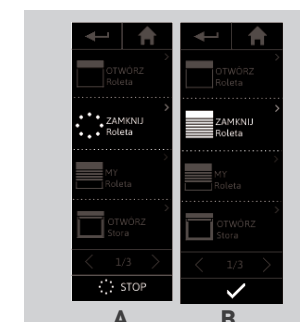 OTWÓRZ
Roleta
ZAMKNIJ
Roleta
MY
Roleta
OTWÓRZ
Stora
1/3
STOP
A
OTWÓRZ
Roleta
ZAMKNIJ
Roleta
MY
Roleta
OTWÓRZ
Stora
1/3
B